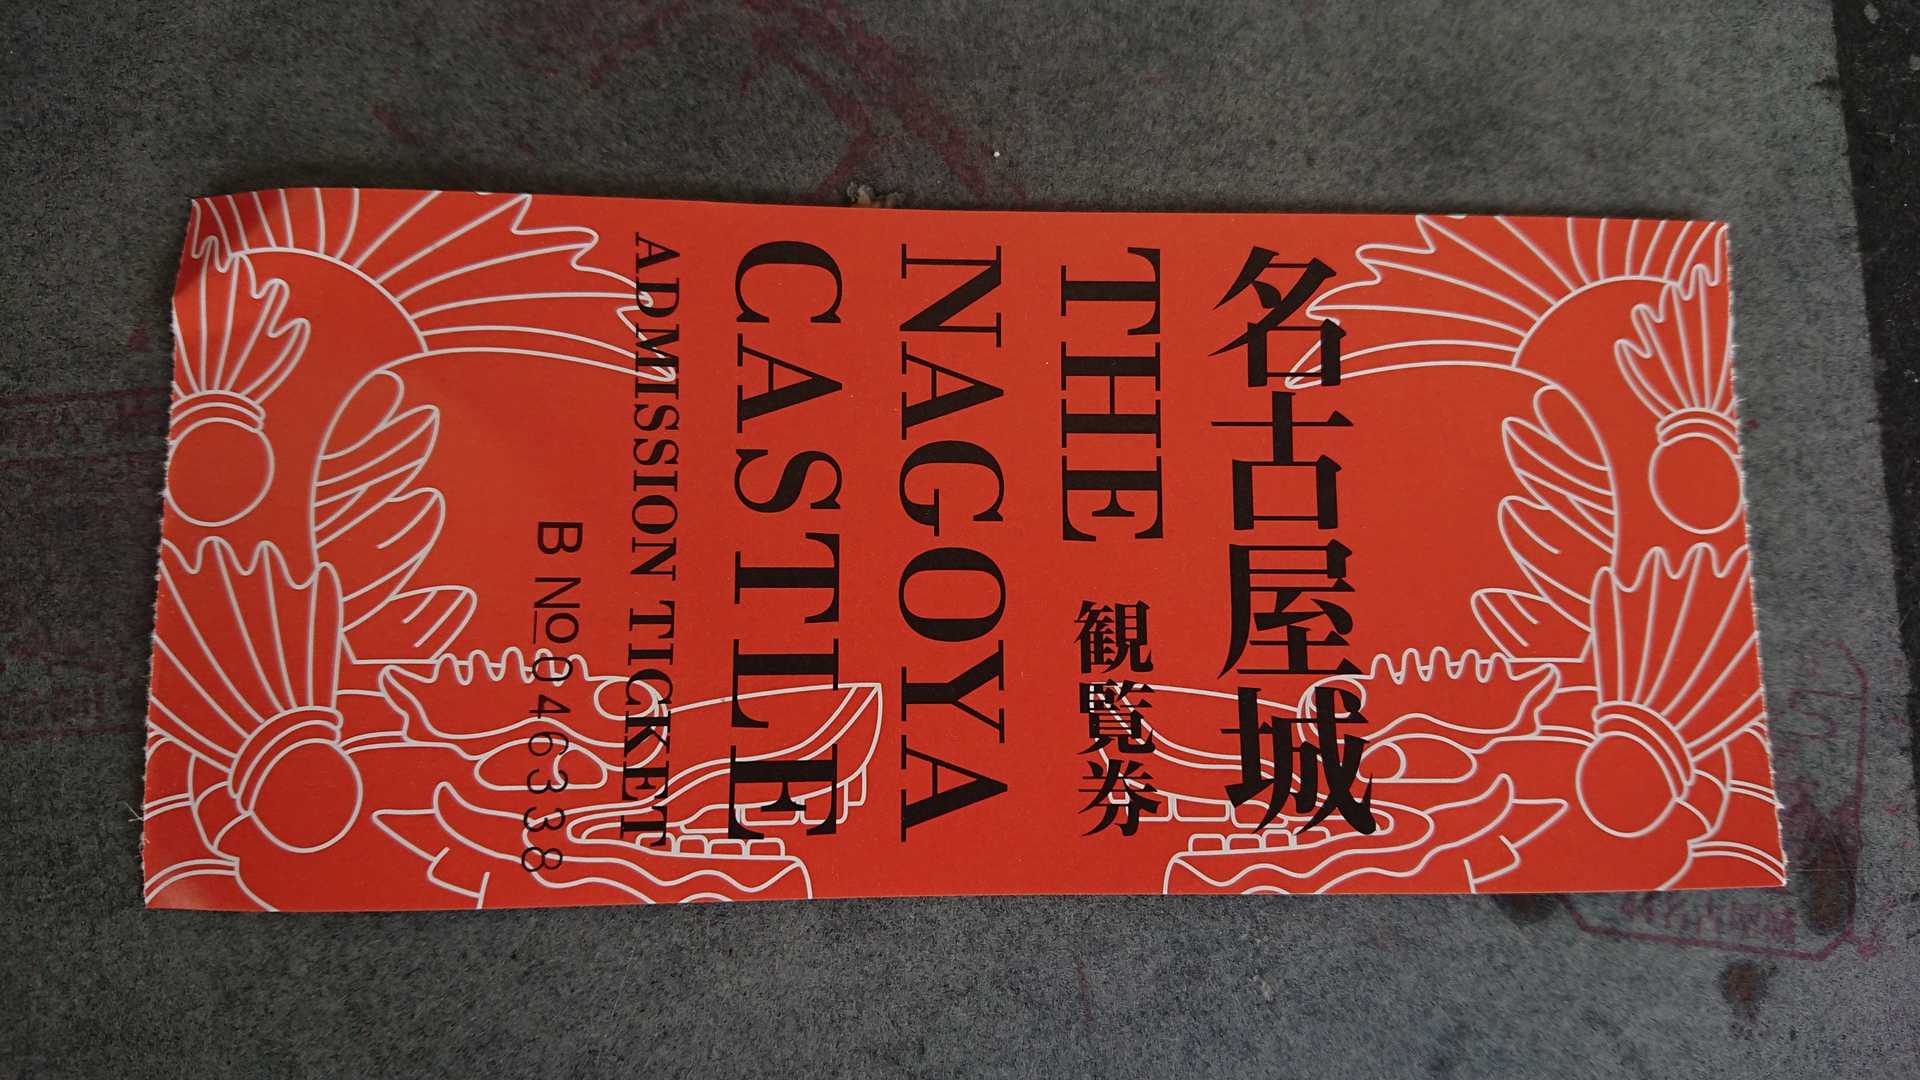 名古屋城
THE 観覧券
NAGOYA
CASTLE
ADMISSION TICKET
B No 046338